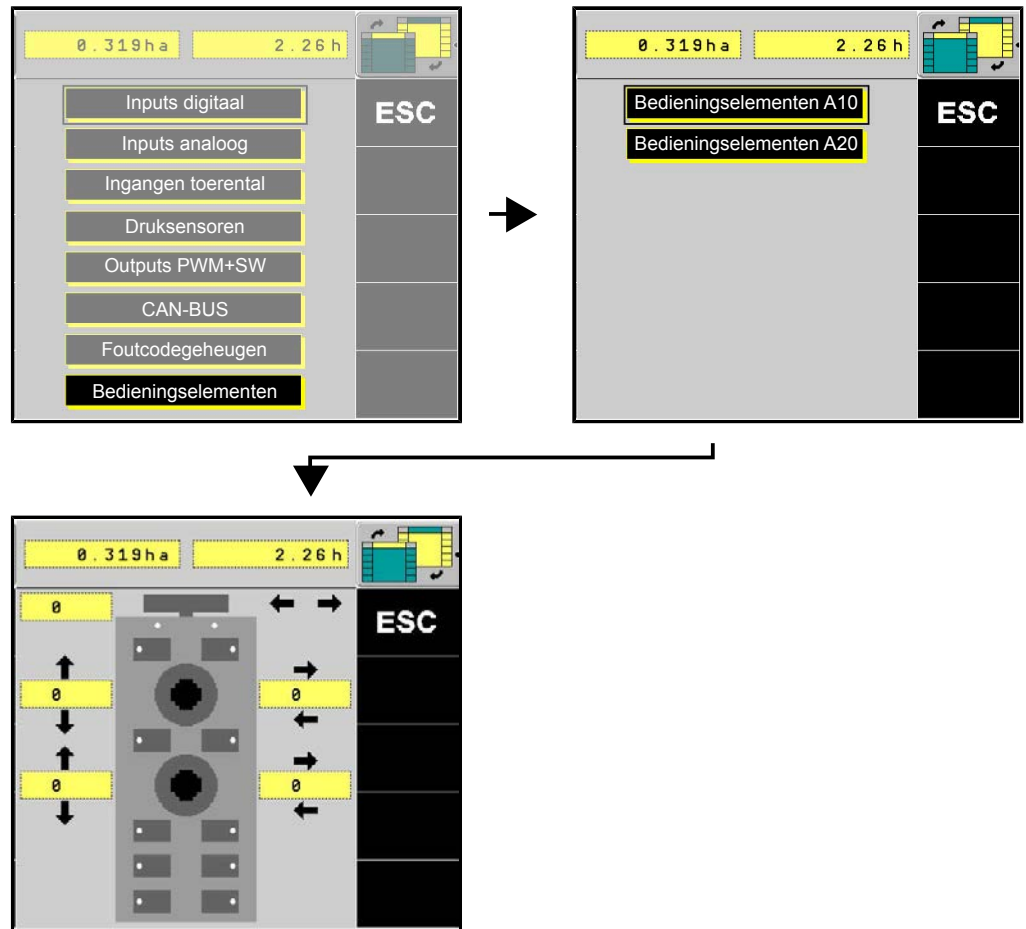 0.319ha 2.26h
Inputs digitaal
ESC
Inputs analoog
Ingangen toerental
Druksensoren
Outputs PWM+SW
CAN-BUS
Foutcodegeheugen
Bedieningselementen
0.319ha 2.26h
Bedieningselementen A10
ESC
Bedieningselementen A20
0.319ha 2.26h
0
ESC
0 0
0 0